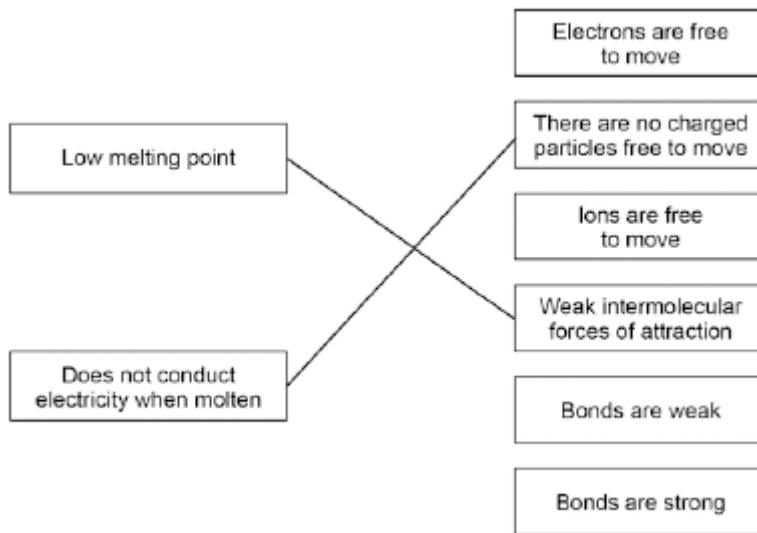 Electrons are free
to move
There are no charged
particles free to move
Low melting point
Ions are free
to move
Weak intermolecular
forces of attraction
Does not conduct
electricity when molten
Bonds are weak
Bonds are strong